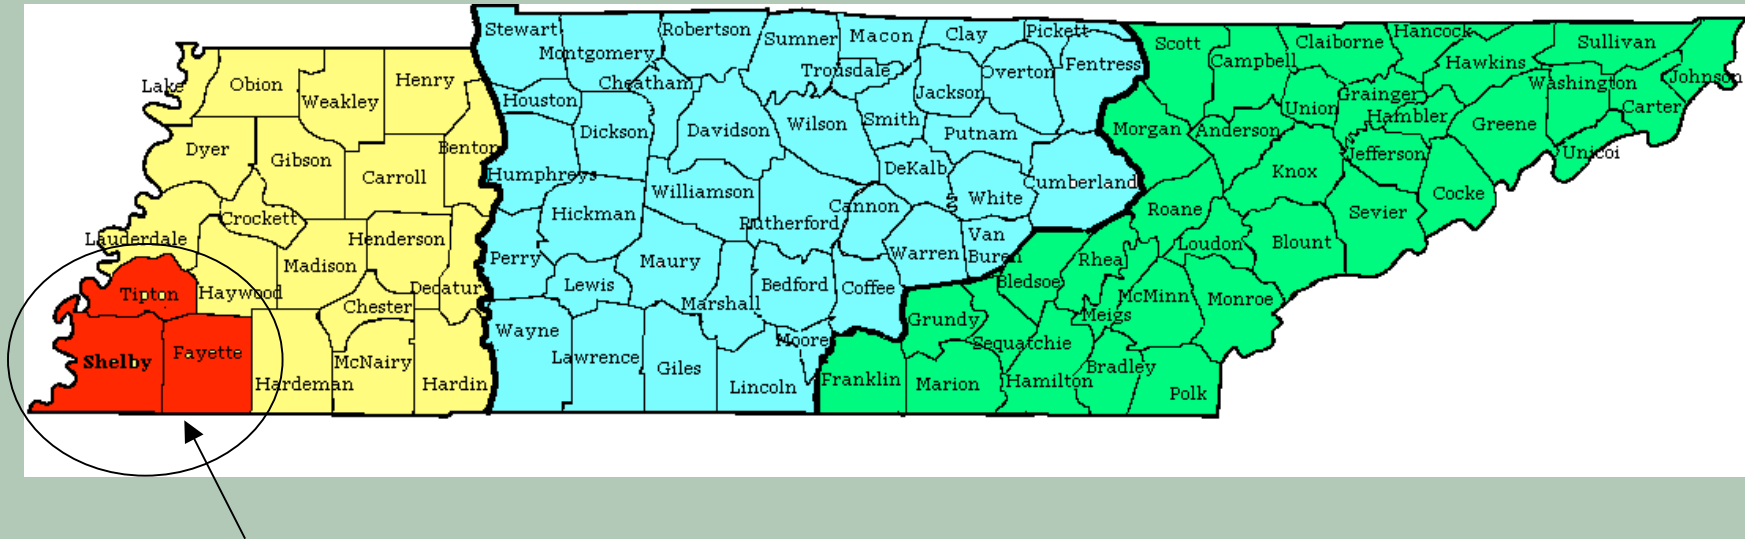 Lake
Obion
Weakley
Henry
Dyer
Gibson
Carroll
Benton
Lauderdale
Crockett
Henderson
Madison
Haywood
Decatur
Chester
Tipton
Shelby
Fayette
Hardeman
McNairy
Hardin
Stewart
Montgomery
Robertson
Sumner
Macon
Clay
Pickett
Cheatham
Trousdale
Overton
Fentress
Houston
Jackson
Dickson
Davidson
Wilson
Smith
Putnam
Humphreys
Williamson
DeKalb
Cumberland
White
Hickman
Rutherford
Cannon
Van
Buren
Warren
Perry
Maury
Lewis
Bedford
Coffee
Marshall
Wayne
Lawrence
Moore
Giles
Lincoln
Scott
Campbell
Claiborne
Hancock
Hawkins
Sullivan
Washington
Johnson
Union
Grainger
Hambler
Carter
Morgan
Anderson
Greene
Jefferson
Unicoi
Knox
Cocke
Roane
Sevier
Loudon
Blount
Rhea
Bledsoe
McMinn
Monroe
Meigs
Grundy
Sequatchie
Franklin
Marion
Hamilton
Bradley
Polk